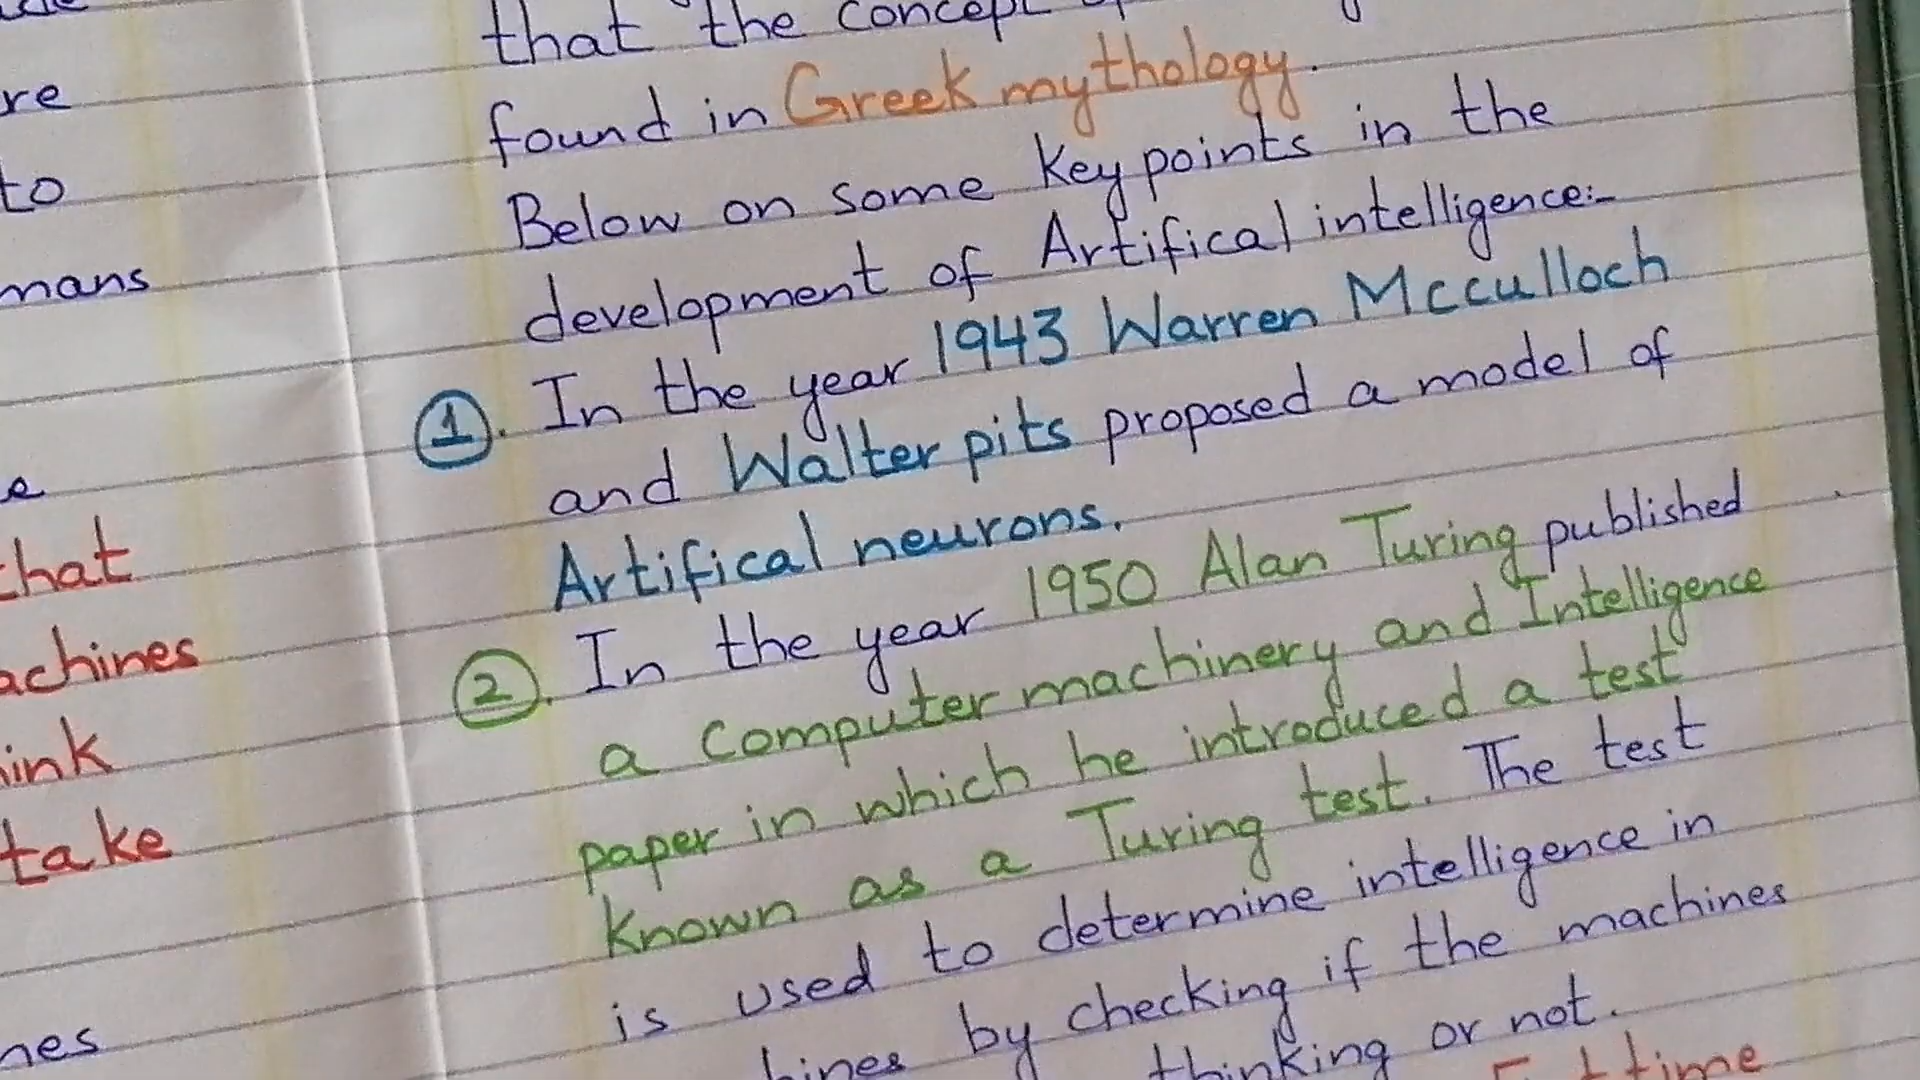 re
to
mans
e
that
achines
ink
take
nes
that the concept
found in Greek mythology.
Below on some key points in the
development of Artifical intelligence:-
1. In the year 1943 Warren Mcculloch
and Walter pits proposed a model of
Artifical neurons.
2. In the year 1950 Alan Turing published
a computer machinery and Intelligence
paper in which he introduced a test
known as a Turing test. The test
is used to determine intelligence in
hines by checking if the machines
thinking or not.
time